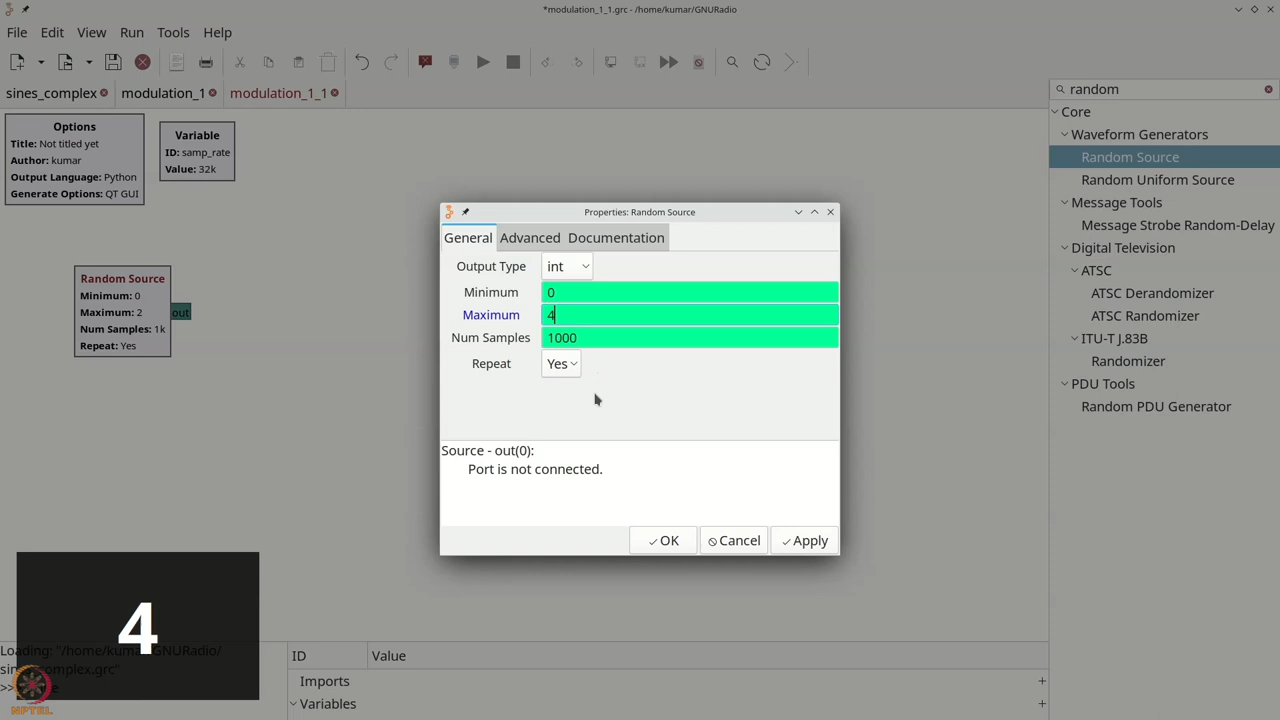 *modulation_1_1.grc - /home/kumar/GNURadio
File Edit View Run Tools Help
sines_complex modulation_1 modulation_1_1
random
Options
Title: Not titled yet
Author: kumar
Output Language: Python
Generate Options: QT GUI
Variable
ID: samp_rate
Value: 32k
Random Source
Minimum: 0
Maximum: 2
Num Samples: 1k
Repeat: Yes
out
Properties: Random Source
General Advanced Documentation
Output Type int
Minimum 0
Maximum 4
Num Samples 1000
Repeat Yes
Source - out(0):
Port is not connected.
OK Cancel Apply
Core
Waveform Generators
Random Source
Random Uniform Source
Message Tools
Message Strobe Random-Delay
Digital Television
ATSC
ATSC Derandomizer
ATSC Randomizer
ITU-T J.83B
Randomizer
PDU Tools
Random PDU Generator
4
Loading: "/home/kumar/GNURadio/
ID Value
Imports
Variables
NPTEL